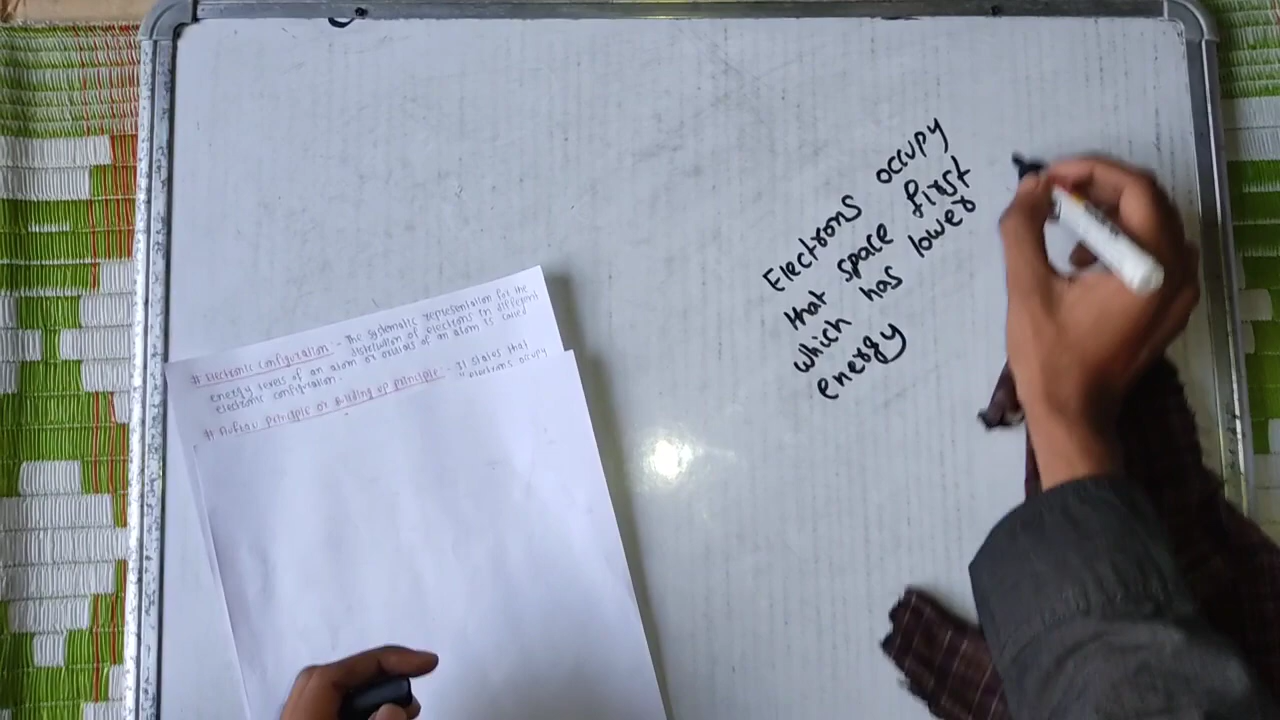 Electrons occupy
that space first
which has lower
energy
# Electronic Configuration :- The systematic representation for the
distribution of electrons in different
energy levels of an atom or orbitals of an atom is called
electronic configuration.
# Aufbau principle or Building up principle :- It states that
"electrons occupy